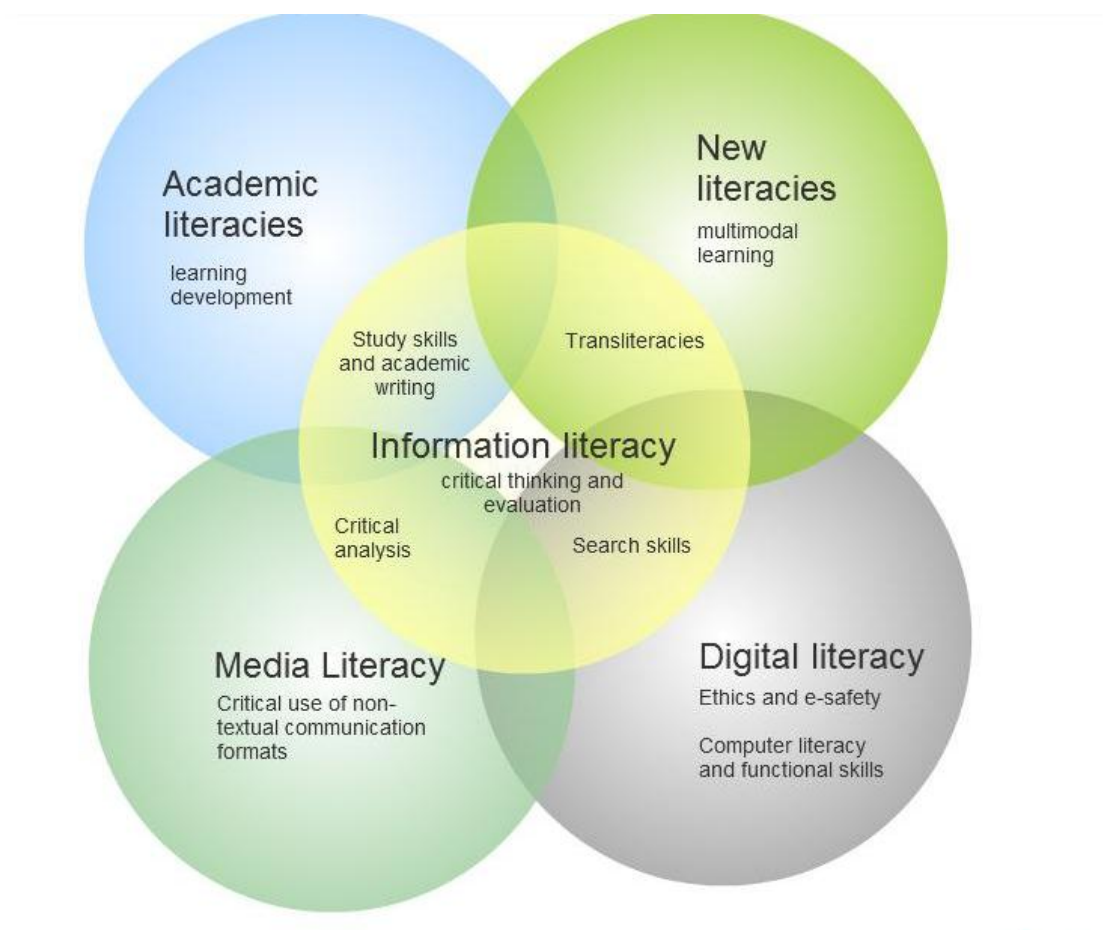 Academic
literacies
learning
development
New
literacies
multimodal
learning
Study skills
and academic
writing
Transliteracies
Information literacy
critical thinking and
evaluation
Critical
analysis
Search skills
Media Literacy
Critical use of non-
textual communication
formats
Digital literacy
Ethics and e-safety
Computer literacy
and functional skills